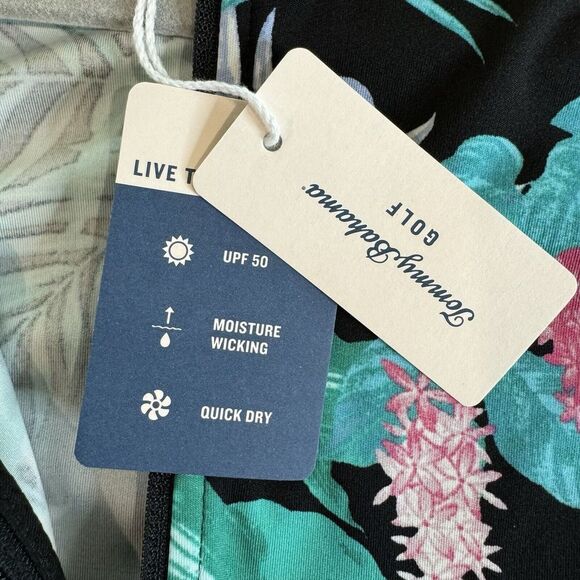 LIVE T
UPF 50
MOISTURE
WICKING
QUICK DRY
Tommy Bahama®
GOLF